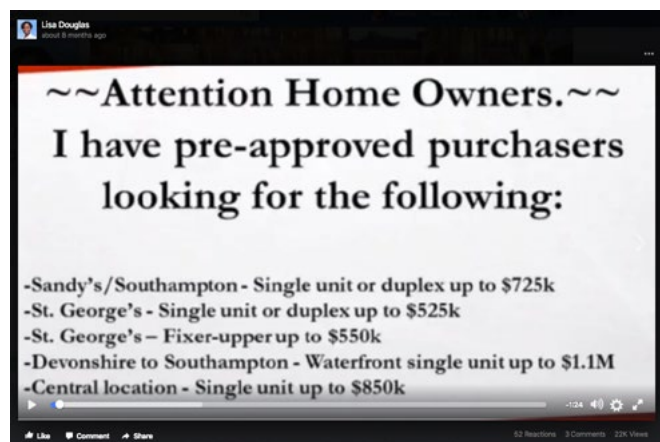 Lisa Douglas
about 8 months ago
~~Attention Home Owners.~~
I have pre-approved purchasers
looking for the following:
-Sandy's/Southampton - Single unit or duplex up to $725k
-St. George's - Single unit or duplex up to $525k
-St. George's – Fixer-upper up to $550k
-Devonshire to Southampton - Waterfront single unit up to $1.1M
-Central location - Single unit up to $850k
-1:24
Like Comment Share 52 Reactions 3 Comments 22K Views